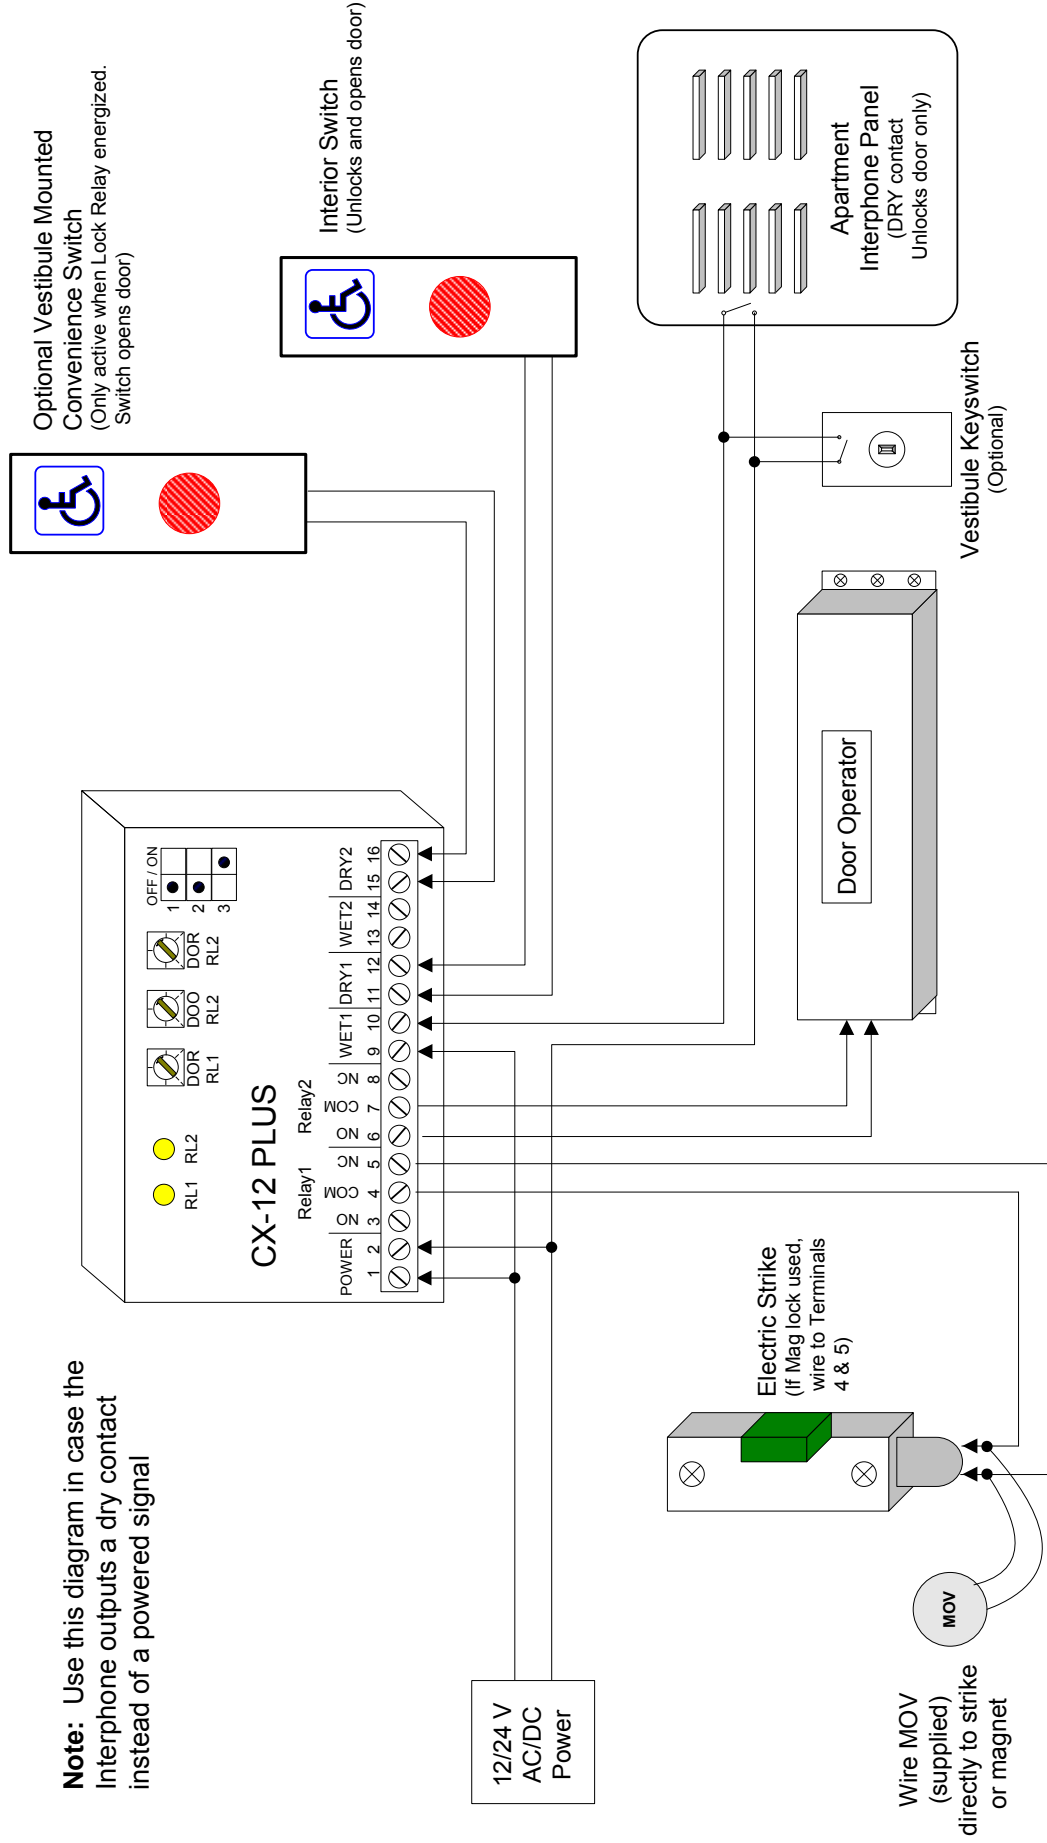 Note: Use this diagram in case the
Interphone outputs a dry contact
instead of a powered signal
Optional Vestibule Mounted
Convenience Switch
(Only active when Lock Relay energized.
Switch opens door)
Interior Switch
(Unlocks and opens door)
OFF / ON
1
2
3
RL1
RL2
DOR
RL1
DOO
RL2
DOR
RL2
CX-12 PLUS
Relay1
Relay2
POWER
NO
COM
NC
NO
COM
NC
WET1
DRY1
WET2
DRY2
1 2 3 4 5 6 7 8 9 10 11 12 13 14 15 16
12/24 V
AC/DC
Power
Electric Strike
(If Mag lock used,
wire to Terminals
4 & 5)
Door Operator
Apartment
Interphone Panel
(DRY contact
Unlocks door only)
Vestibule Keyswitch
(Optional)
MOV
Wire MOV
(supplied)
directly to strike
or magnet